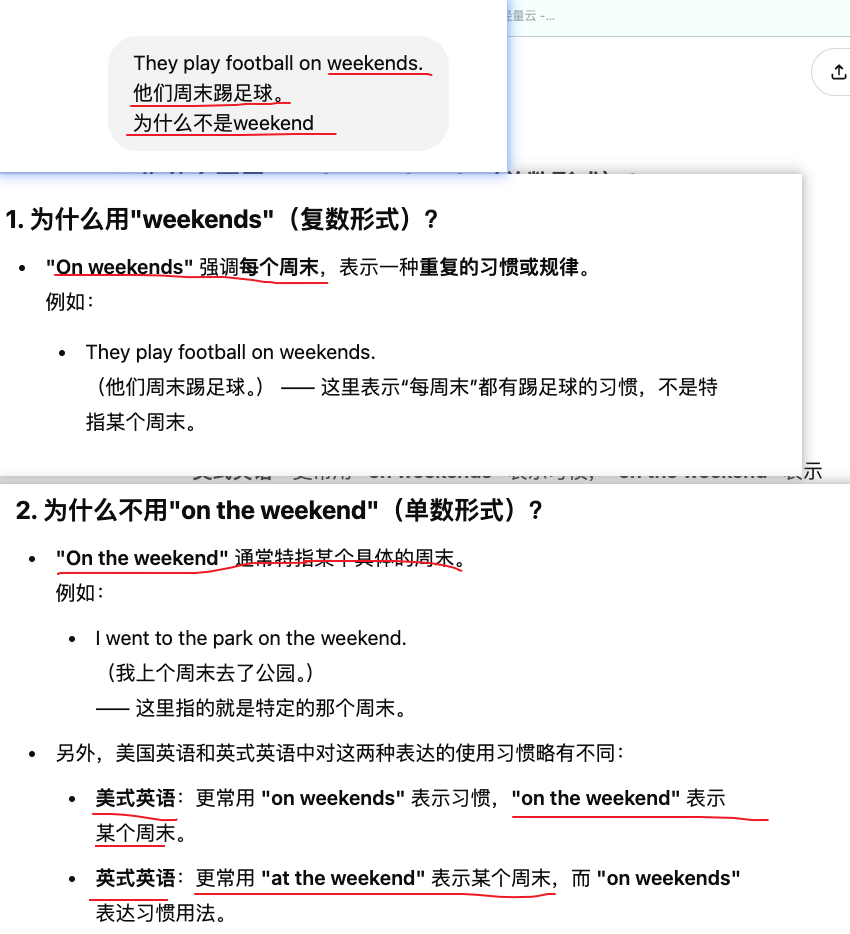 轻量云 -...
They play football on weekends.
他们周末踢足球。
为什么不是weekend
1. 为什么用"weekends"（复数形式）?
"On weekends" 强调每个周末，表示一种重复的习惯或规律。
例如：
They play football on weekends.
（他们周末踢足球。） —— 这里表示“每周末”都有踢足球的习惯，不是特
指某个周末。
表示
2. 为什么不用"on the weekend"（单数形式）?
"On the weekend" 通常特指某个具体的周末。
例如：
I went to the park on the weekend.
（我上个周末去了公园。）
—— 这里指的就是特定的那个周末。
另外，美国英语和英式英语中对这两种表达的使用习惯略有不同：
美式英语：更常用 "on weekends" 表示习惯，"on the weekend" 表示
某个周末。
英式英语：更常用 "at the weekend" 表示某个周末，而 "on weekends"
表达习惯用法。